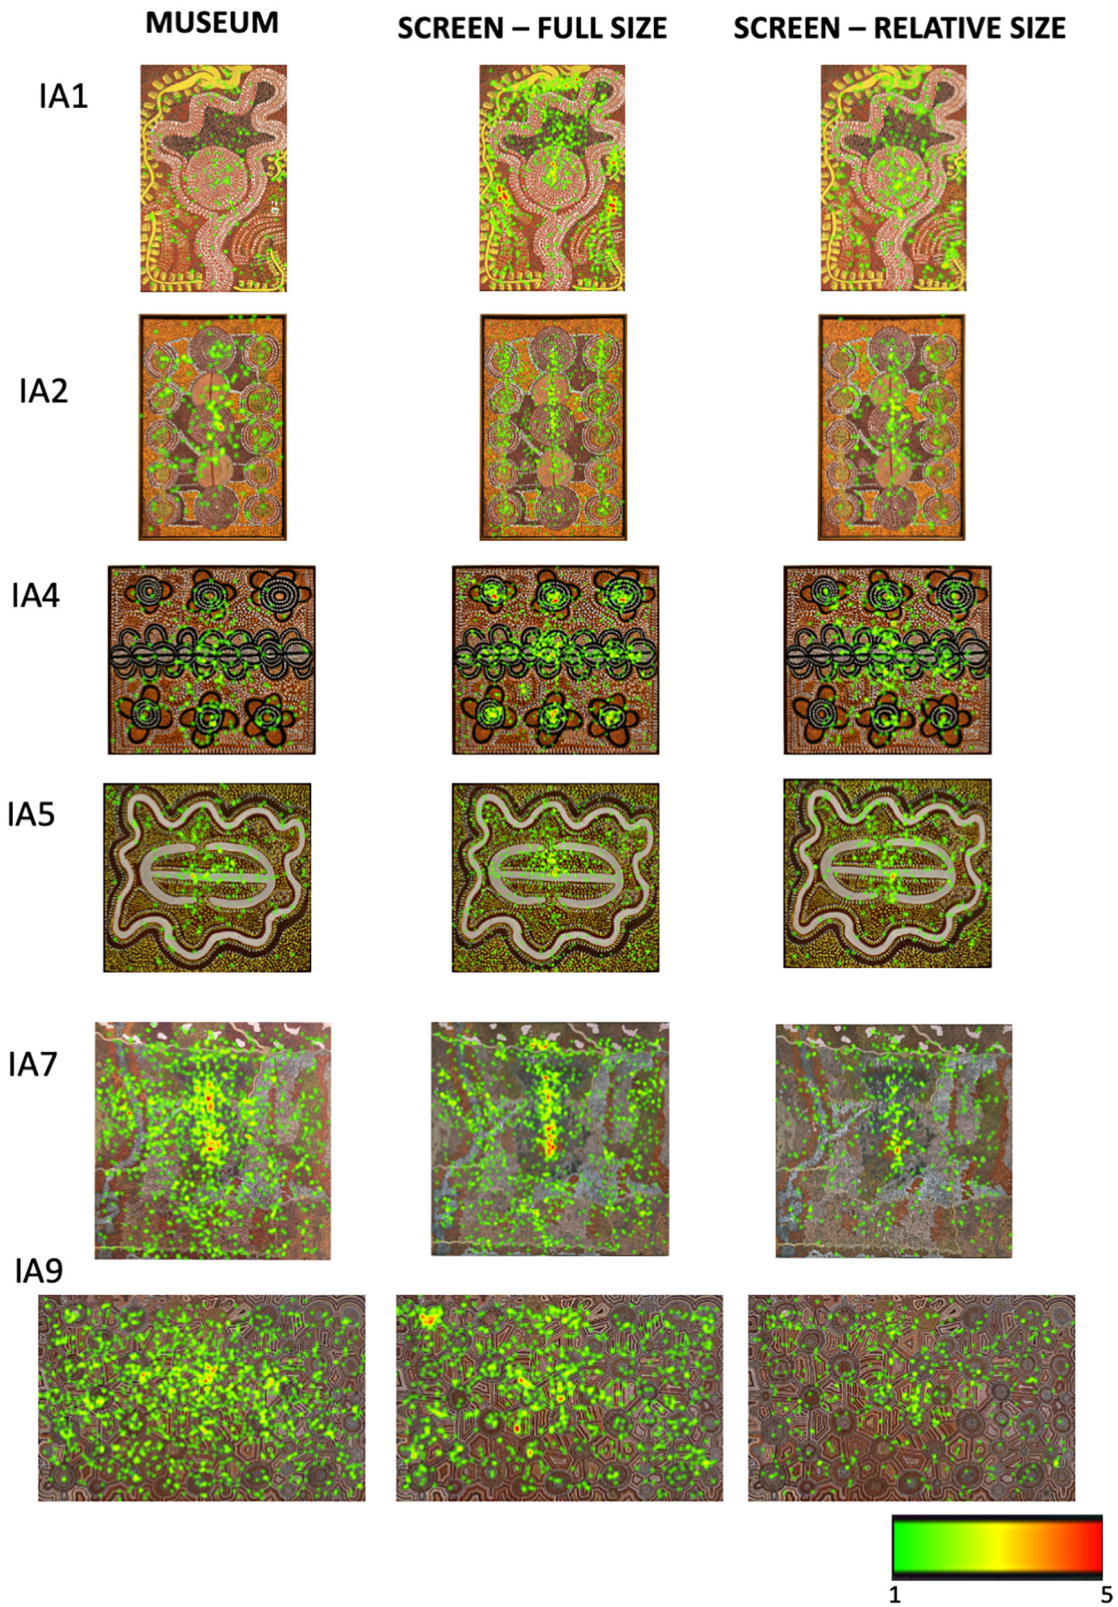 MUSEUM SCREEN – FULL SIZE SCREEN – RELATIVE SIZE
IA1
IA2
IA4
IA5
IA7
IA9
1 5